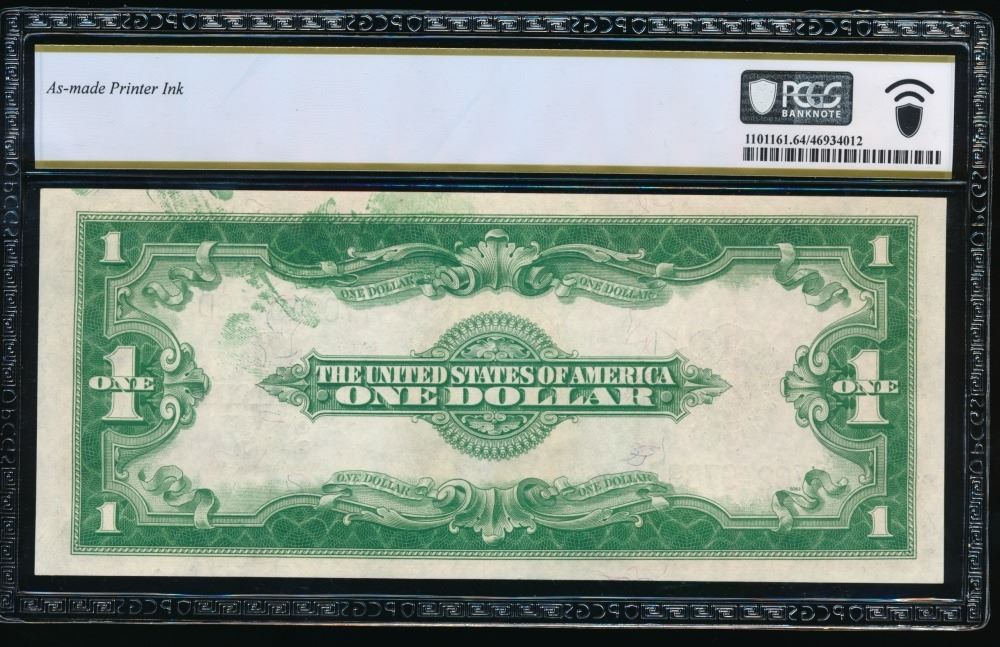 As-made Printer Ink
PCGS
BANKNOTE
1101161.64/46934012
1
1
ONE DOLLAR
ONE DOLLAR
1
ONE
THE UNITED STATES OF AMERICA
ONE DOLLAR
1
ONE
ONE DOLLAR
ONE DOLLAR
1
1